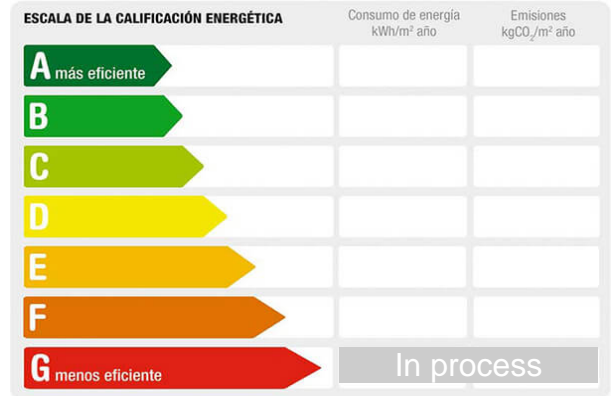 ESCALA DE LA CALIFICACIÓN ENERGÉTICA
Consumo de energía
kWh/m² año
Emisiones
kgCO₂/m² año
A más eficiente
B
C
D
E
F
G menos eficiente
In process